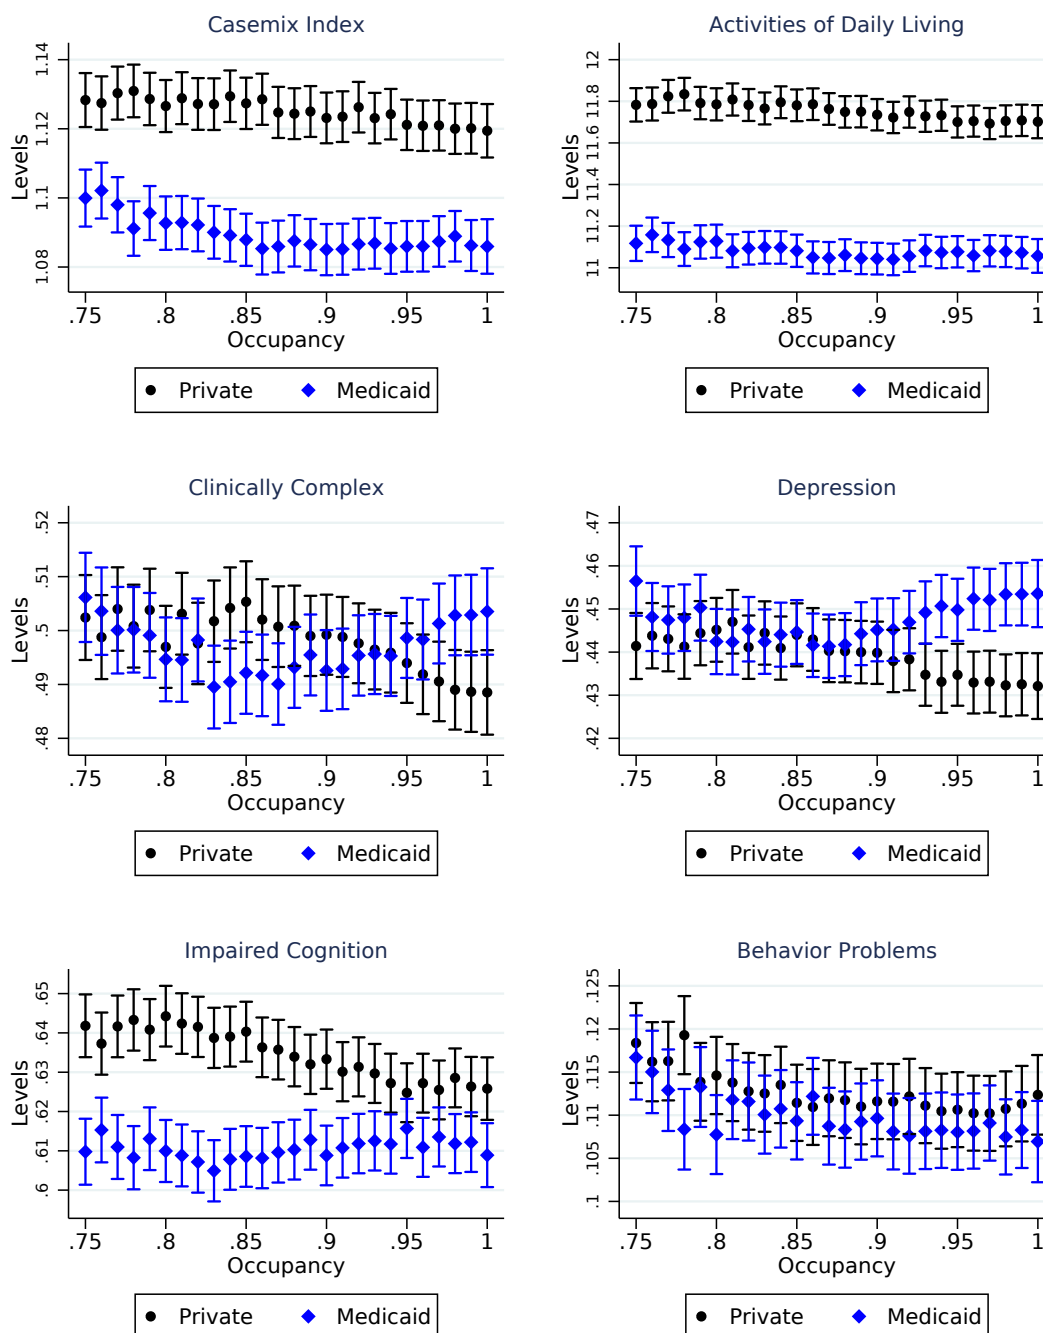 Casemix Index
Levels
1.14
1.12
1.1
1.08
.75 .8 .85 .9 .95 1
Occupancy
Private Medicaid
Activities of Daily Living
Levels
12
11.8
11.6
11.4
11.2
11
.75 .8 .85 .9 .95 1
Occupancy
Private Medicaid
Clinically Complex
Levels
.52
.51
.5
.49
.48
.75 .8 .85 .9 .95 1
Occupancy
Private Medicaid
Depression
Levels
.47
.46
.45
.44
.43
.42
.75 .8 .85 .9 .95 1
Occupancy
Private Medicaid
Impaired Cognition
Levels
.65
.64
.63
.62
.61
.6
.75 .8 .85 .9 .95 1
Occupancy
Private Medicaid
Behavior Problems
Levels
.125
.12
.115
.11
.105
.1
.75 .8 .85 .9 .95 1
Occupancy
Private Medicaid